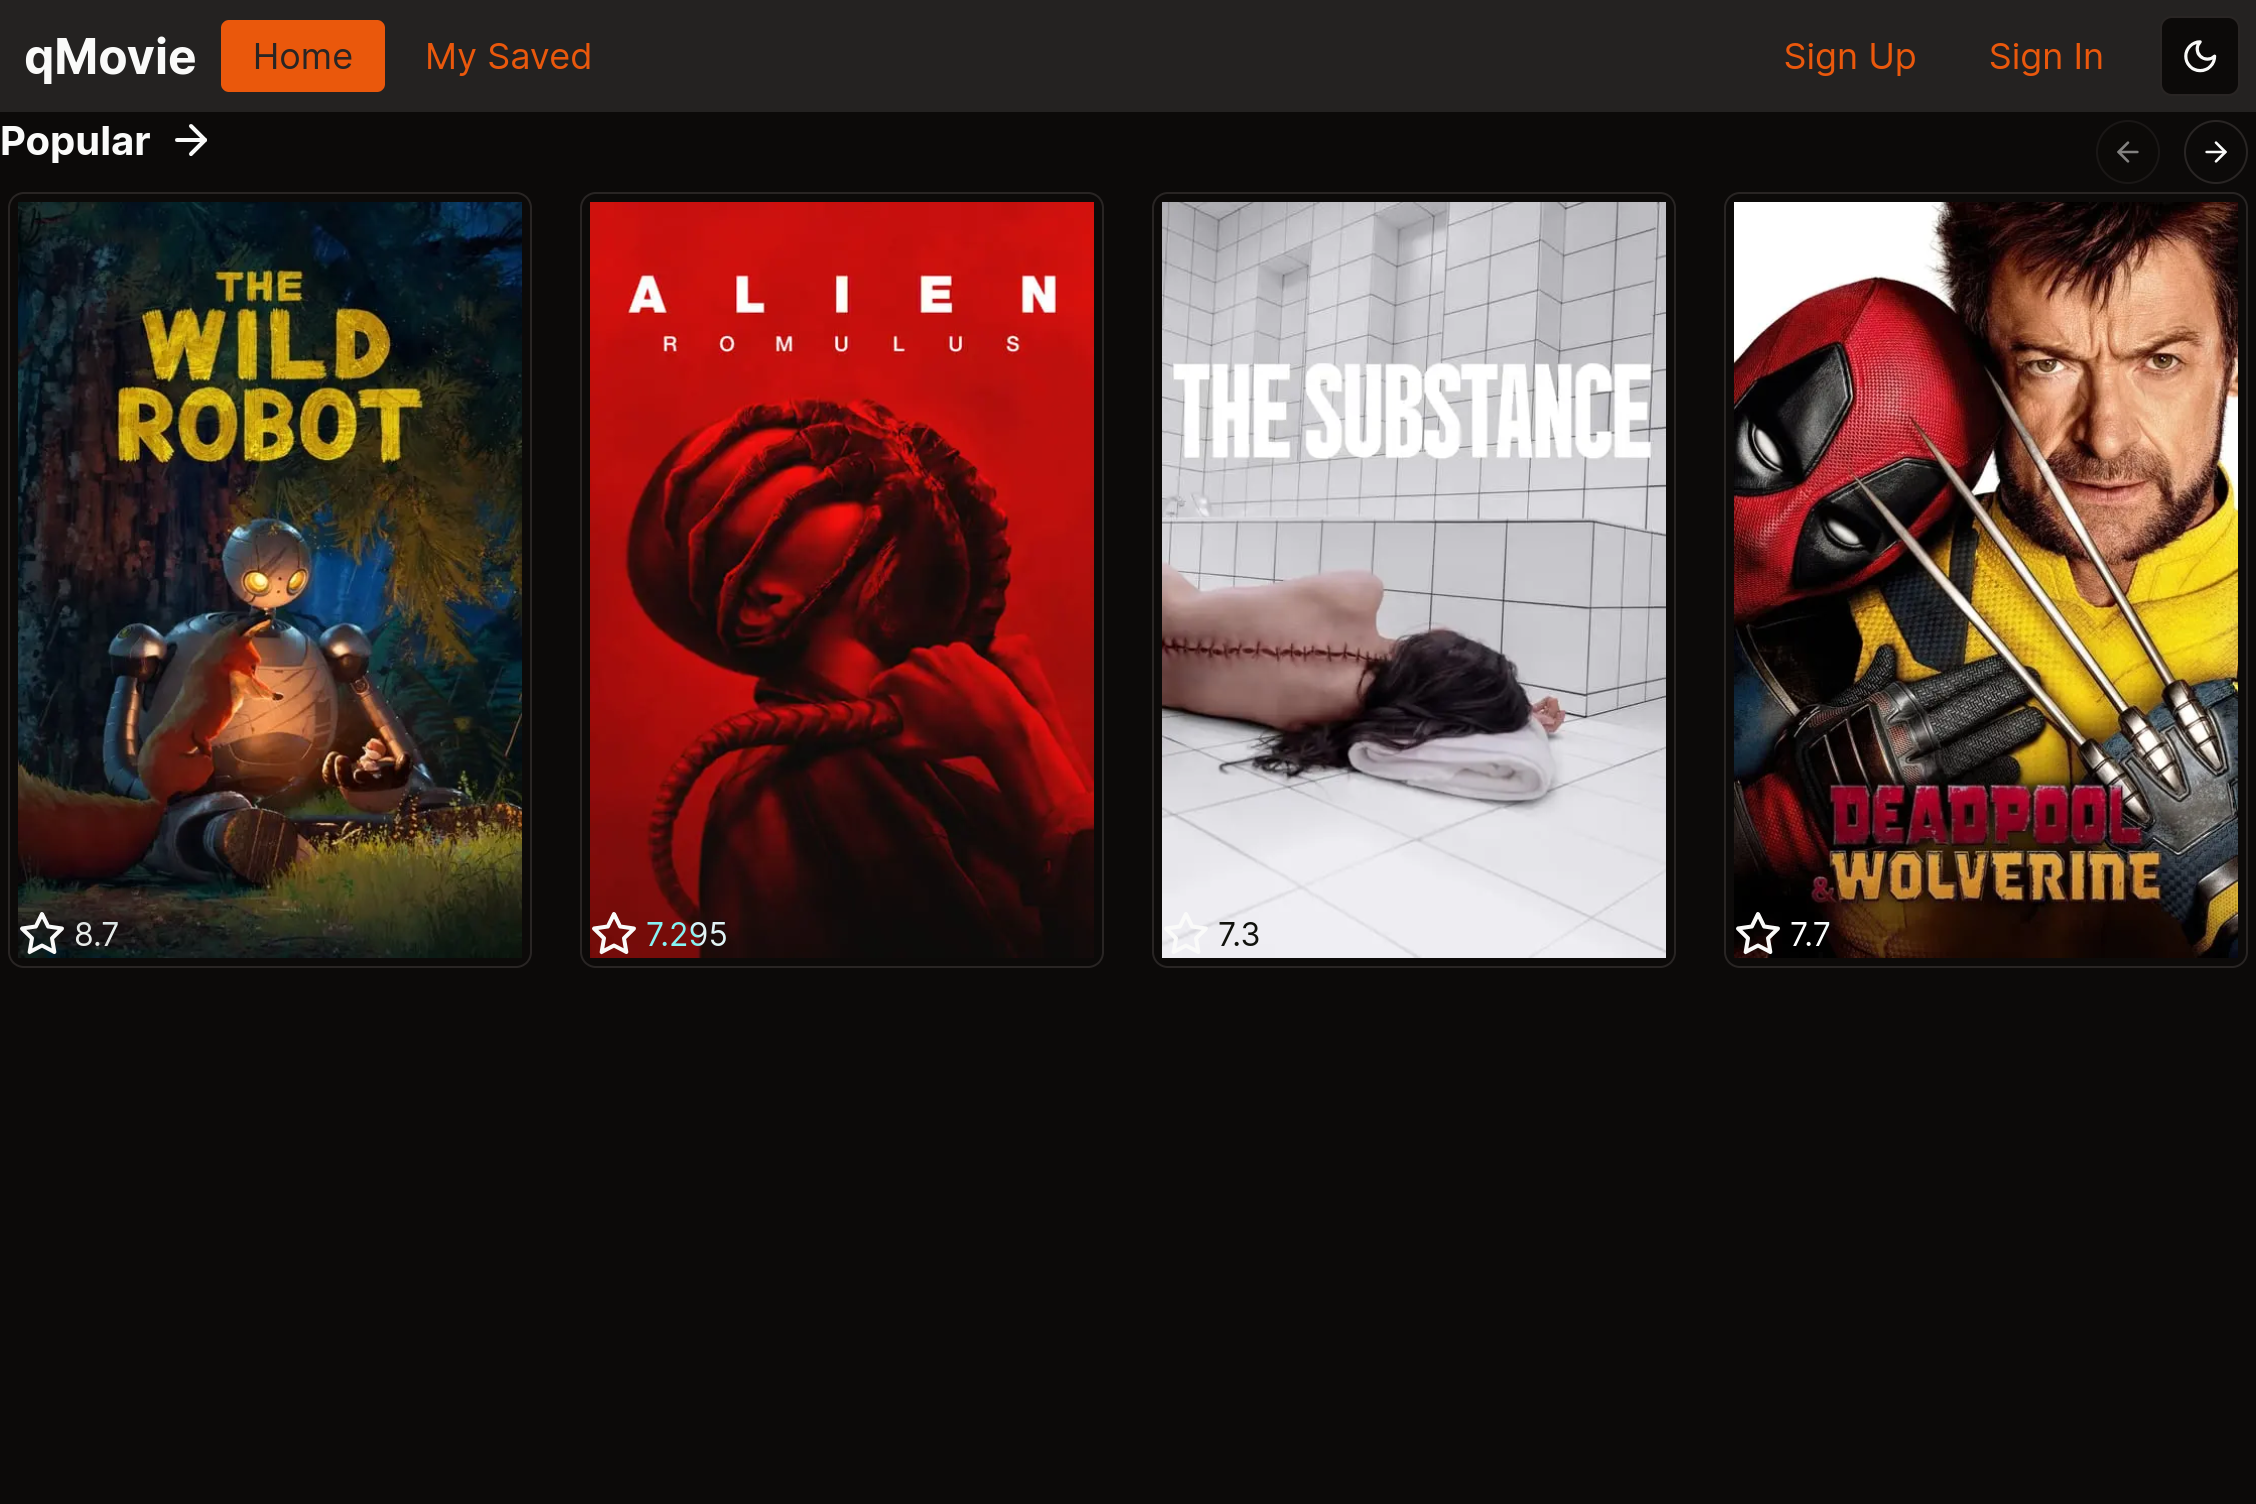 qMovie Home My Saved Sign Up Sign In
Popular
THE
WILD
ROBOT
8.7
ALIEN
ROMULUS
7.295
THE SUBSTANCE
7.3
DEADPOOL
& WOLVERINE
7.7